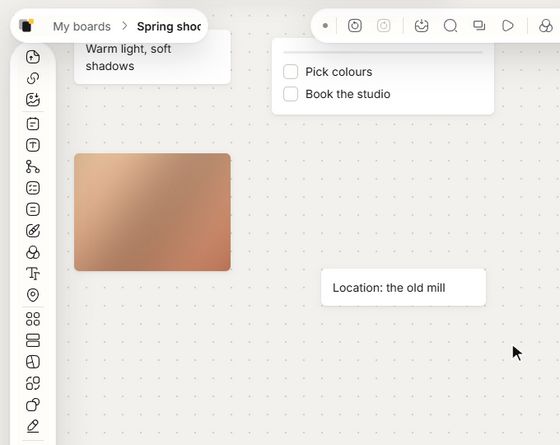 My boards
Spring shoo
Warm light, soft
shadows
Pick colours
Book the studio
Location: the old mill